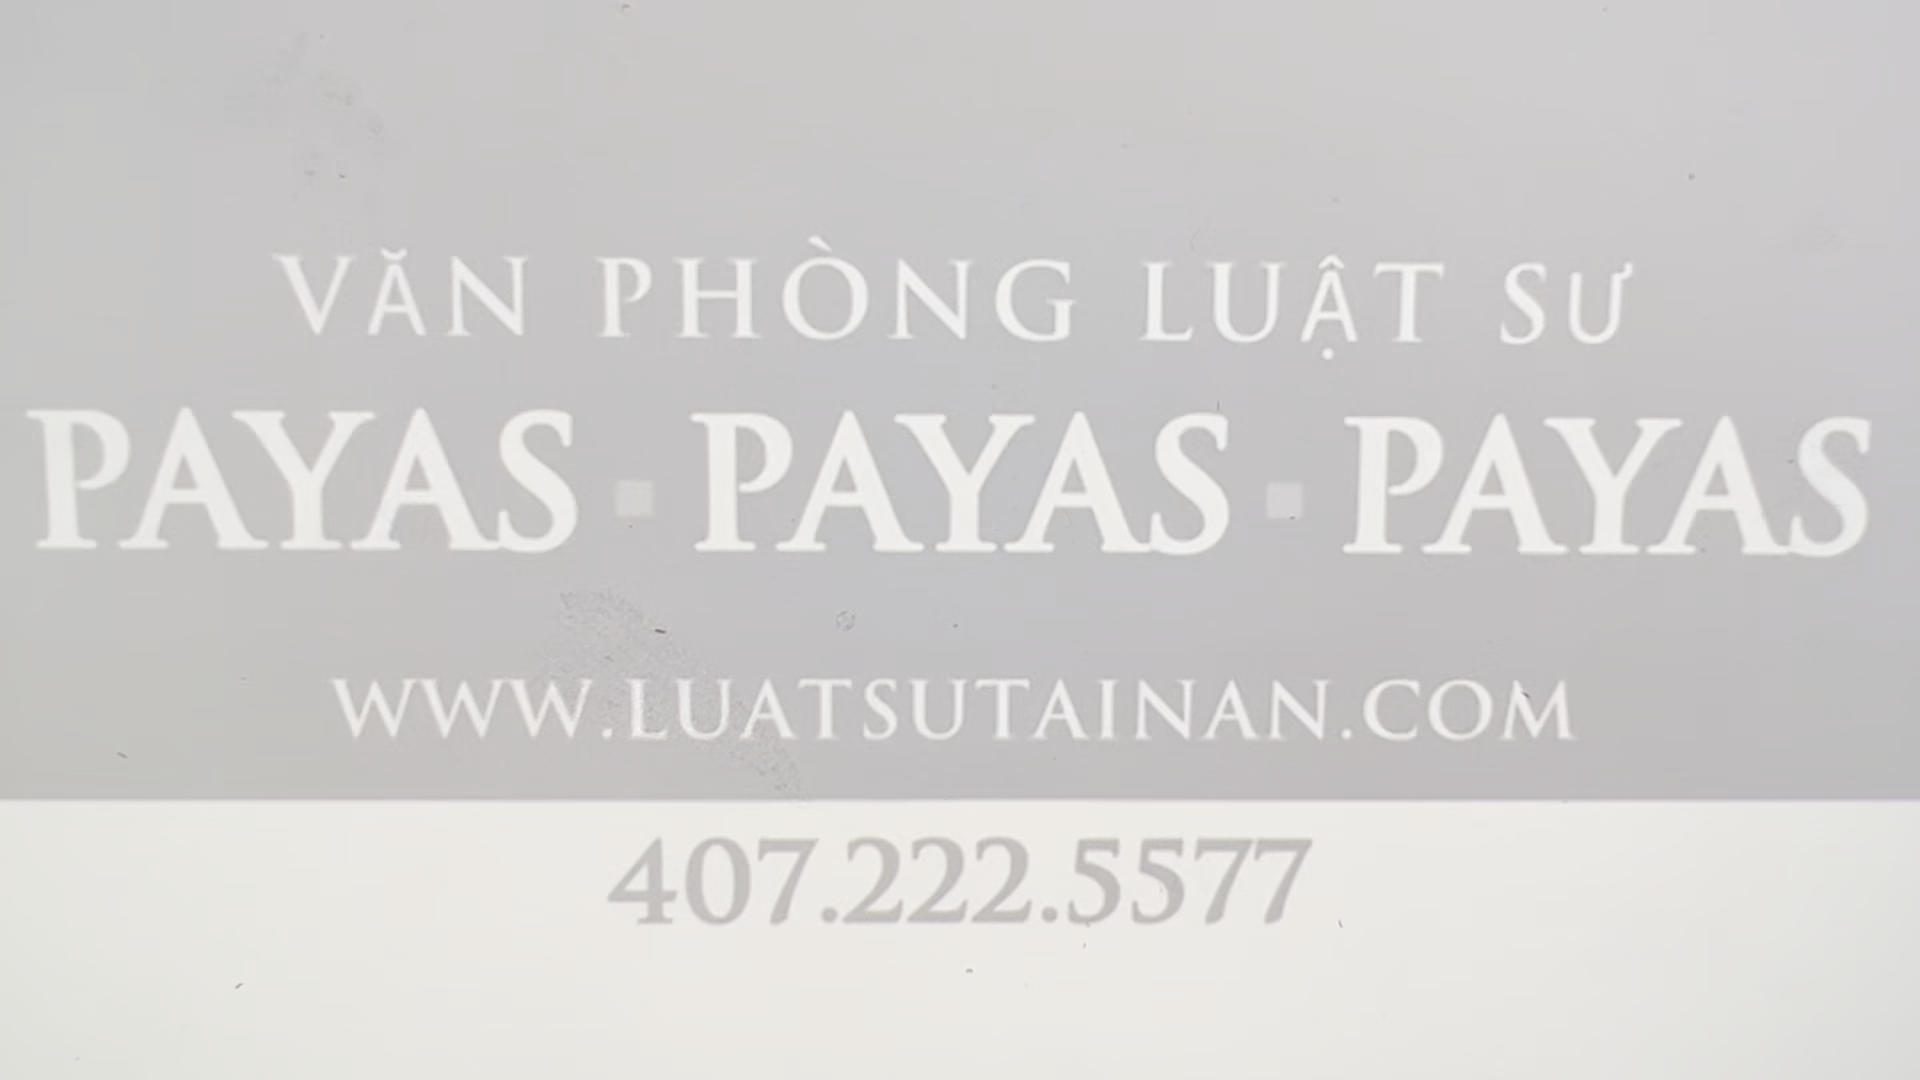 VĂN PHÒNG LUẬT SƯ
PAYAS ▪ PAYAS ▪ PAYAS
WWW.LUATSUTAINAN.COM
407.222.5577